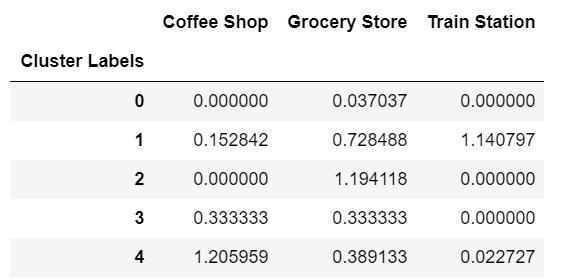 Coffee Shop Grocery Store Train Station
Cluster Labels
0 0.000000 0.037037 0.000000
1 0.152842 0.728488 1.140797
2 0.000000 1.194118 0.000000
3 0.333333 0.333333 0.000000
4 1.205959 0.389133 0.022727